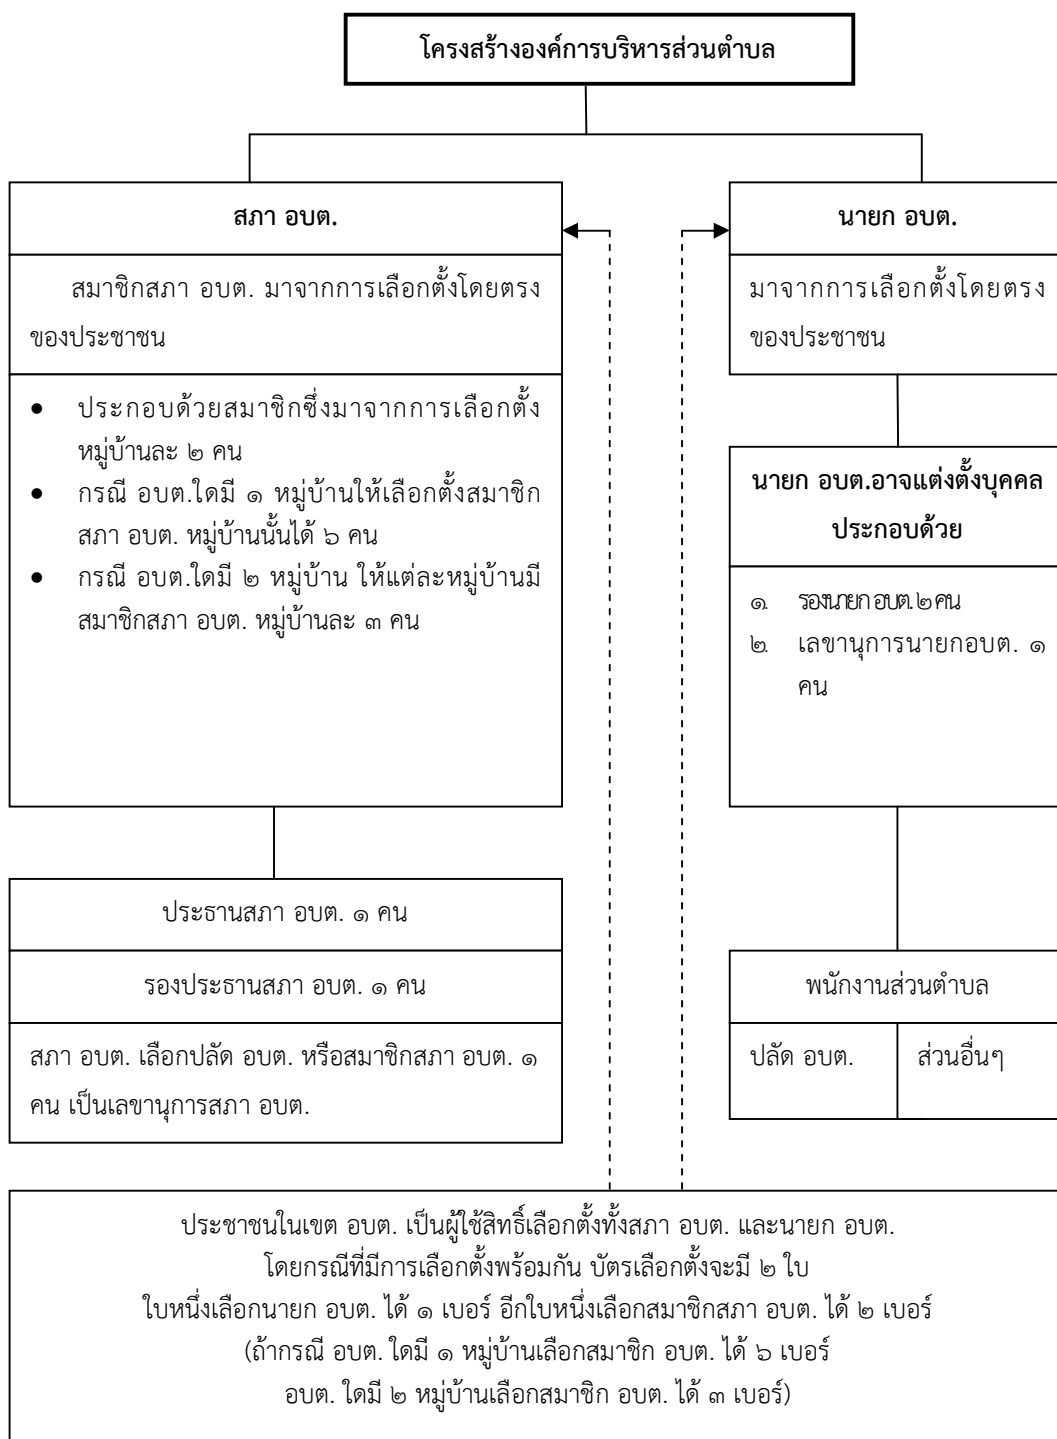 โครงสร้างองค์การบริหารส่วนตำบล
สภา อบต.
สมาชิกสภา อบต. มาจากการเลือกตั้งโดยตรง
ของประชาชน
• ประกอบด้วยสมาชิกซึ่งมาจากการเลือกตั้ง
หมู่บ้านละ ๒ คน
• กรณี อบต.ใดมี ๑ หมู่บ้านให้เลือกตั้งสมาชิก
สภา อบต. หมู่บ้านนั้นได้ ๖ คน
• กรณี อบต.ใดมี ๒ หมู่บ้าน ให้แต่ละหมู่บ้านมี
สมาชิกสภา อบต. หมู่บ้านละ ๓ คน
ประธานสภา อบต. ๑ คน
รองประธานสภา อบต. ๑ คน
สภา อบต. เลือกปลัด อบต. หรือสมาชิกสภา อบต. ๑
คน เป็นเลขานุการสภา อบต.
นายก อบต.
มาจากการเลือกตั้งโดยตรง
ของประชาชน
นายก อบต.อาจแต่งตั้งบุคคล
ประกอบด้วย
๑. รองนายก อบต. ๒ คน
๒. เลขานุการนายกอบต. ๑
คน
พนักงานส่วนตำบล
ปลัด อบต.
ส่วนอื่นๆ
ประชาชนในเขต อบต. เป็นผู้ใช้สิทธิ์เลือกตั้งทั้งสภา อบต. และนายก อบต.
โดยกรณีที่มีการเลือกตั้งพร้อมกัน บัตรเลือกตั้งจะมี ๒ ใบ
ใบหนึ่งเลือกนายก อบต. ได้ ๑ เบอร์ อีกใบหนึ่งเลือกสมาชิกสภา อบต. ได้ ๒ เบอร์
(ถ้ากรณี อบต. ใดมี ๑ หมู่บ้านเลือกสมาชิก อบต. ได้ ๖ เบอร์
อบต. ใดมี ๒ หมู่บ้านเลือกสมาชิก อบต. ได้ ๓ เบอร์)